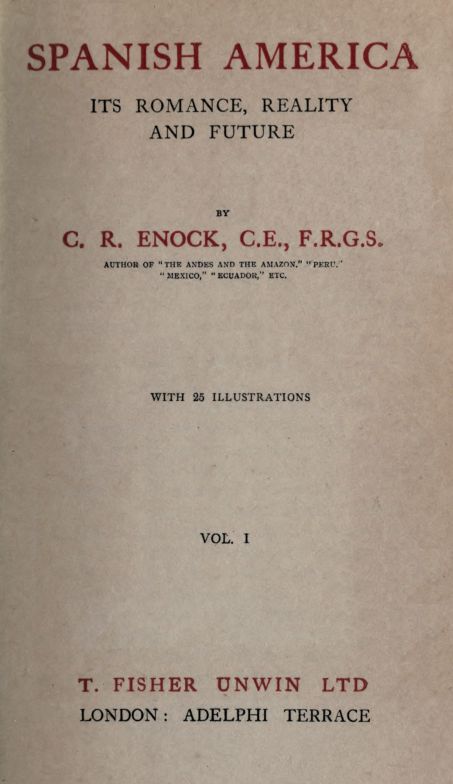 SPANISH AMERICA
ITS ROMANCE, REALITY
AND FUTURE
BY
C. R. ENOCK, C.E., F.R.G.S.
AUTHOR OF "THE ANDES AND THE AMAZON." "PERU."
"MEXICO," "ECUADOR," ETC.
WITH 25 ILLUSTRATIONS
VOL. I
T. FISHER UNWIN LTD
LONDON: ADELPHI TERRACE